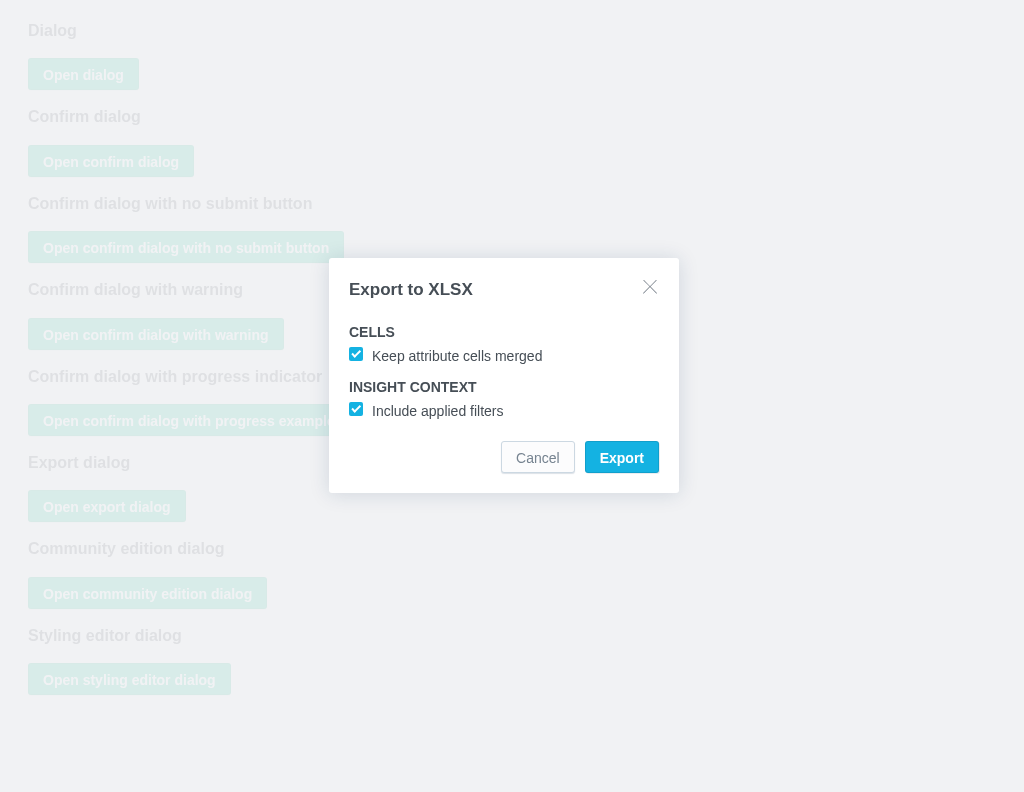 Dialog
Open dialog
Confirm dialog
Open confirm dialog
Confirm dialog with no submit button
Open confirm dialog with no submit button
Confirm dialog with warning
Open confirm dialog with warning
Confirm dialog with progress indicator
Open confirm dialog with progress example
Export dialog
Open export dialog
Community edition dialog
Open community edition dialog
Styling editor dialog
Open styling editor dialog
Export to XLSX
CELLS
Keep attribute cells merged
INSIGHT CONTEXT
Include applied filters
Cancel
Export